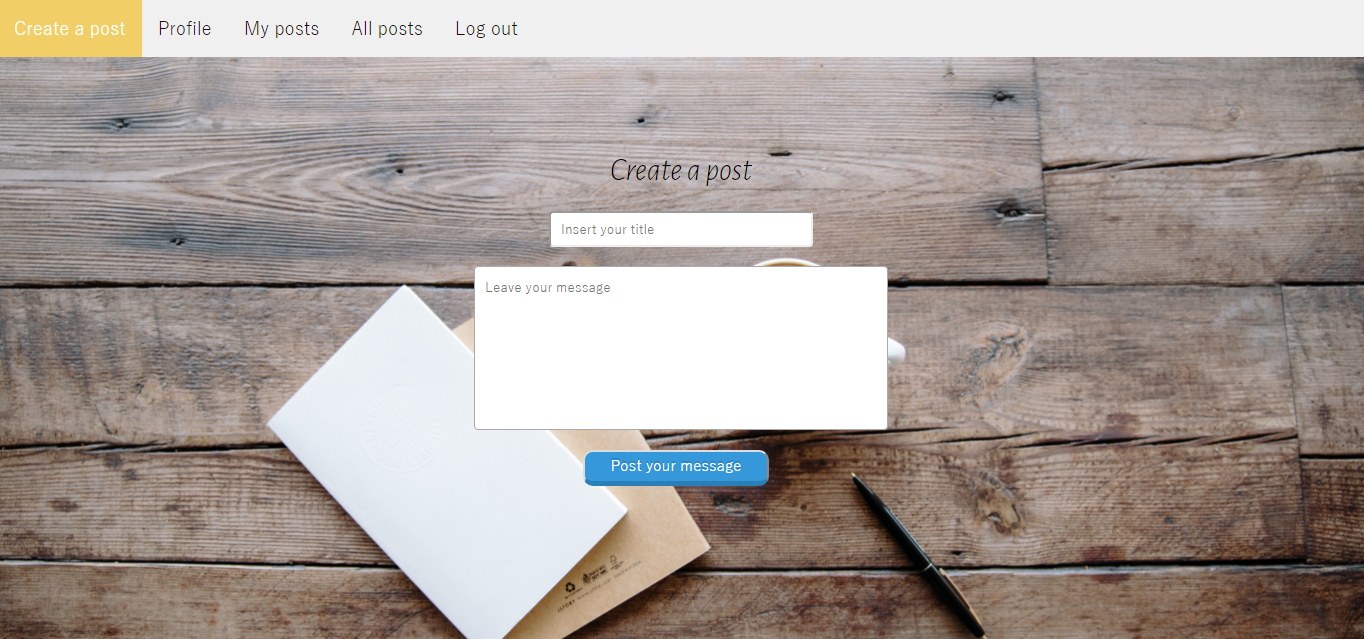 Create a post
Profile
My posts
All posts
Log out
Create a post
Insert your title
Leave your message
Post your message